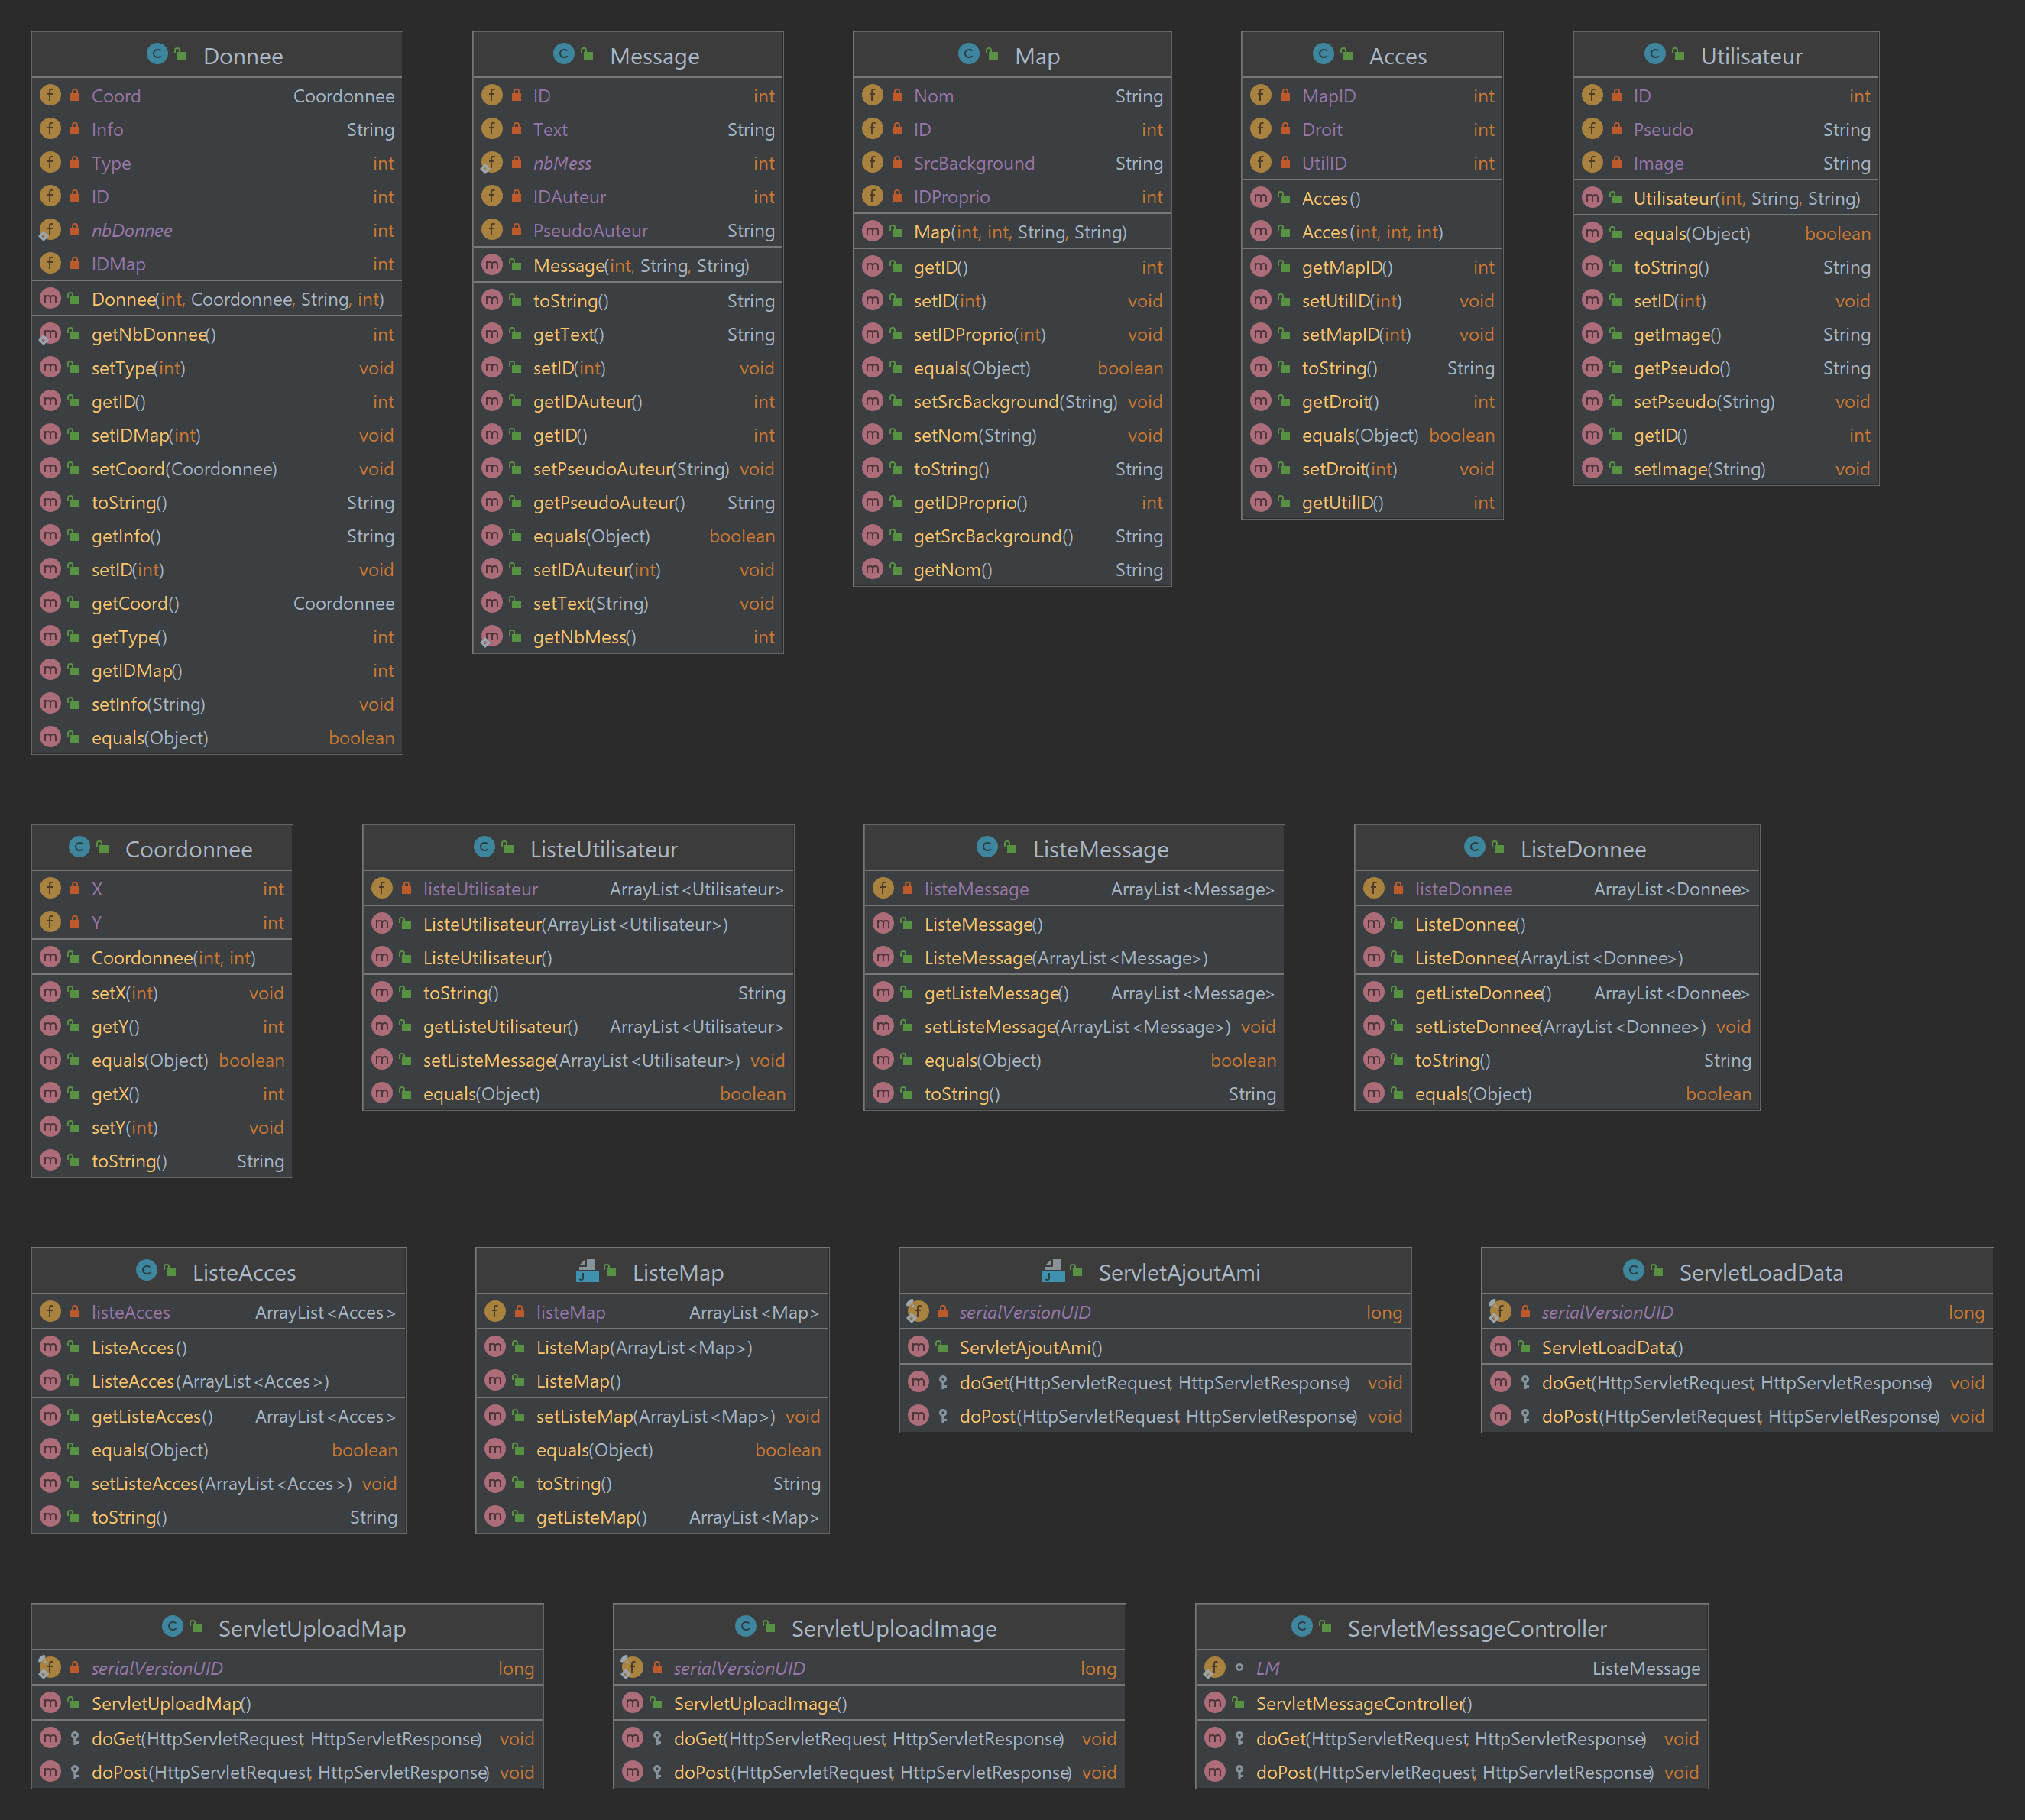 Donnee
Coord Coordonnee
Info String
Type int
ID int
nbDonnee int
IDMap int
Donnee(int, Coordonnee, String, int)
getNbDonnee() int
setType(int) void
getID() int
setIDMap(int) void
setCoord(Coordonnee) void
toString() String
getInfo() String
setID(int) void
getCoord() Coordonnee
getType() int
getIDMap() int
setInfo(String) void
equals(Object) boolean
Message
ID int
Text String
nbMess int
IDAuteur int
PseudoAuteur String
Message(int, String, String)
toString() String
getText() String
setID(int) void
getIDAuteur() int
getID() int
setPseudoAuteur(String) void
getPseudoAuteur() String
equals(Object) boolean
setIDAuteur(int) void
setText(String) void
getNbMess() int
Map
Nom String
ID int
SrcBackground String
IDProprio int
Map(int, int, String, String)
getID() int
setID(int) void
setIDProprio(int) void
equals(Object) boolean
setSrcBackground(String) void
setNom(String) void
toString() String
getIDProprio() int
getSrcBackground() String
getNom() String
Acces
MapID int
Droit int
UtilID int
Acces()
Acces(int, int, int)
getMapID() int
setUtilID(int) void
setMapID(int) void
toString() String
getDroit() int
equals(Object) boolean
setDroit(int) void
getUtilID() int
Utilisateur
ID int
Pseudo String
Image String
Utilisateur(int, String, String)
equals(Object) boolean
toString() String
setID(int) void
getImage() String
getPseudo() String
setPseudo(String) void
getID() int
setImage(String) void
Coordonnee
X int
Y int
Coordonnee(int, int)
setX(int) void
getY() int
equals(Object) boolean
getX() int
setY(int) void
toString() String
ListeUtilisateur
listeUtilisateur ArrayList<Utilisateur>
ListeUtilisateur(ArrayList<Utilisateur>)
ListeUtilisateur()
toString() String
getListeUtilisateur() ArrayList<Utilisateur>
setListeMessage(ArrayList<Utilisateur>) void
equals(Object) boolean
ListeMessage
listeMessage ArrayList<Message>
ListeMessage()
ListeMessage(ArrayList<Message>)
getListeMessage() ArrayList<Message>
setListeMessage(ArrayList<Message>) void
equals(Object) boolean
toString() String
ListeDonnee
listeDonnee ArrayList<Donnee>
ListeDonnee()
ListeDonnee(ArrayList<Donnee>)
getListeDonnee() ArrayList<Donnee>
setListeDonnee(ArrayList<Donnee>) void
toString() String
equals(Object) boolean
ListeAcces
listeAcces ArrayList<Acces>
ListeAcces()
ListeAcces(ArrayList<Acces>)
getListeAcces() ArrayList<Acces>
equals(Object) boolean
setListeAcces(ArrayList<Acces>) void
toString() String
ListeMap
listeMap ArrayList<Map>
ListeMap(ArrayList<Map>)
ListeMap()
setListeMap(ArrayList<Map>) void
equals(Object) boolean
toString() String
getListeMap() ArrayList<Map>
ServletAjoutAmi
serialVersionUID long
ServletAjoutAmi()
doGet(HttpServletRequest, HttpServletResponse) void
doPost(HttpServletRequest, HttpServletResponse) void
ServletLoadData
serialVersionUID long
ServletLoadData()
doGet(HttpServletRequest, HttpServletResponse) void
doPost(HttpServletRequest, HttpServletResponse) void
ServletUploadMap
serialVersionUID long
ServletUploadMap()
doGet(HttpServletRequest, HttpServletResponse) void
doPost(HttpServletRequest, HttpServletResponse) void
ServletUploadImage
serialVersionUID long
ServletUploadImage()
doGet(HttpServletRequest, HttpServletResponse) void
doPost(HttpServletRequest, HttpServletResponse) void
ServletMessageController
LM ListeMessage
ServletMessageController()
doGet(HttpServletRequest, HttpServletResponse) void
doPost(HttpServletRequest, HttpServletResponse) void